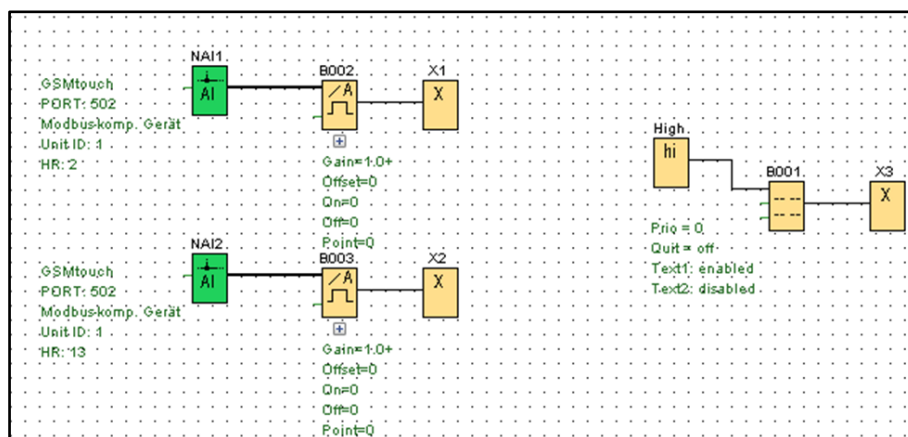 NAI1
AI
GSMtouch
PORT: 502
Modbus-komp. Gerät
Unit ID: 1
HR: 2
B002
/A
X1
X
Gain=1.0+
Offset=0
On=0
Off=0
Point=0
NAI2
AI
GSMtouch
PORT: 502
Modbus-komp. Gerät
Unit ID: 1
HR: 13
B003
/A
X2
X
Gain=1.0+
Offset=0
On=0
Off=0
Point=0
High
hi
B001
X3
X
Prio = 0
Quit = off
Text1: enabled
Text2: disabled